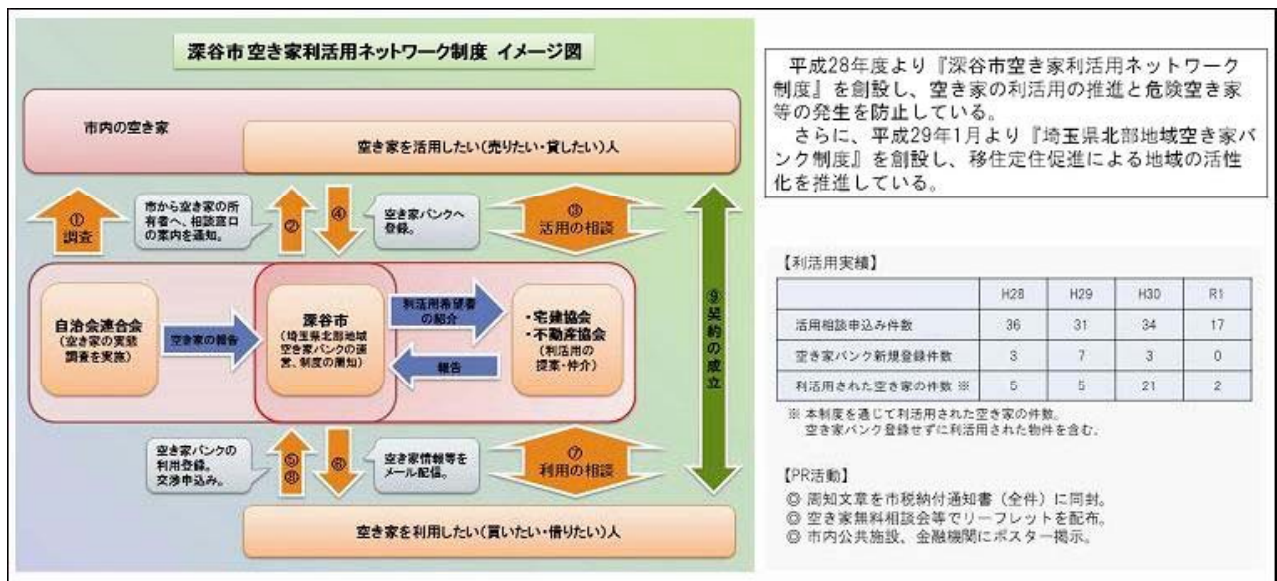 深谷市空き家利活用ネットワーク制度 イメージ図
市内の空き家
空き家を活用したい(売りたい・貸したい)人
①
調査
市から空き家の所
有者へ、相談窓口
の案内を通知。
②
④
空き家バンクへ
登録。
③
活用の相談
自治会連合会
(空き家の実態
調査を実施)
空き家の報告
深谷市
(埼玉県北部地域
空き家バンクの運
営、制度の周知)
利活用希望者
の紹介
報告
・宅建協会
・不動産協会
(利活用の
提案・仲介)
⑨契約の成立
空き家バンクの
利用登録。
交渉申込み。
⑤
⑧
⑥
空き家情報等を
メール配信。
⑦
利用の相談
空き家を利用したい(買いたい・借りたい)人
平成28年度より『深谷市空き家利活用ネットワーク
制度』を創設し、空き家の利活用の推進と危険空き家
等の発生を防止している。
さらに、平成29年1月より『埼玉県北部地域空き家バ
ンク制度』を創設し、移住定住促進による地域の活性
化を推進している。
【利活用実績】
H28 H29 H30 R1
活用相談申込み件数 36 31 34 17
空き家バンク新規登録件数 3 7 3 0
利活用された空き家の件数 ※ 5 5 21 2
※ 本制度を通じて利活用された空き家の件数。
空き家バンク登録せずに利活用された物件を含む。
【PR活動】
◎ 周知文章を市税納付通知書(全件)に同封。
◎ 空き家無料相談会等でリーフレットを配布。
◎ 市内公共施設、金融機関にポスター掲示。